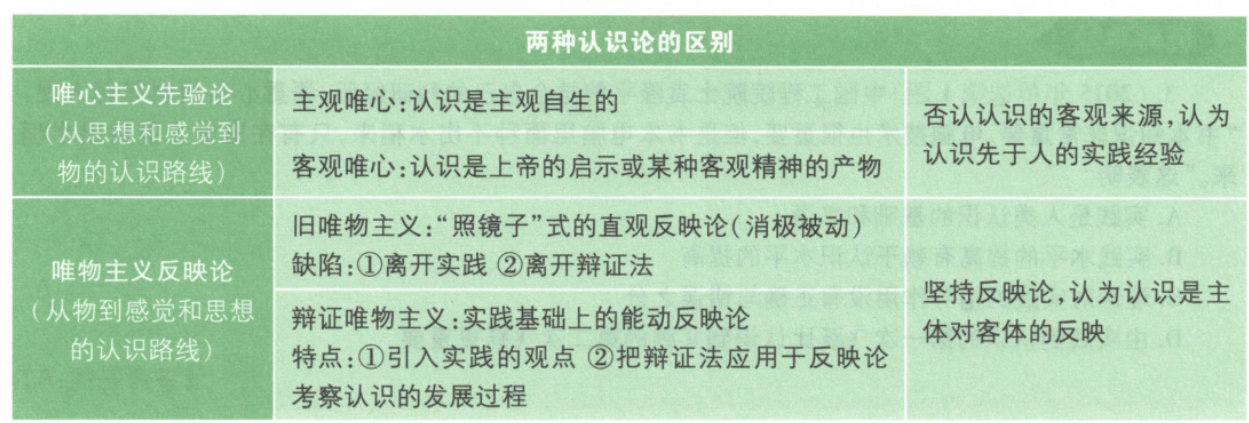 两种认识论的区别
唯心主义先验论
(从思想和感觉到
物的认识路线)
主观唯心:认识是主观自生的
客观唯心:认识是上帝的启示或某种客观精神的产物
否认认识的客观来源,认为
认识先于人的实践经验
唯物主义反映论
(从物到感觉和思想
的认识路线)
旧唯物主义:“照镜子”式的直观反映论(消极被动)
缺陷:①离开实践 ②离开辩证法
辩证唯物主义:实践基础上的能动反映论
特点:①引入实践的观点 ②把辩证法应用于反映论
考察认识的发展过程
坚持反映论,认为认识是主
体对客体的反映